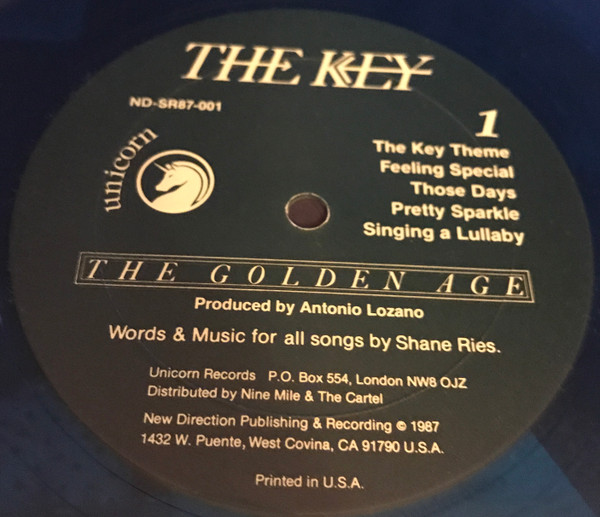 THE KEY
ND-SR87-001
1
unicorn
The Key Theme
Feeling Special
Those Days
Pretty Sparkle
Singing a Lullaby
THE GOLDEN AGE
Produced by Antonio Lozano
Words & Music for all songs by Shane Ries.
Unicorn Records P.O. Box 554, London NW8 OJZ
Distributed by Nine Mile & The Cartel
New Direction Publishing & Recording © 1987
1432 W. Puente, West Covina, CA 91790 U.S.A.
Printed in U.S.A.